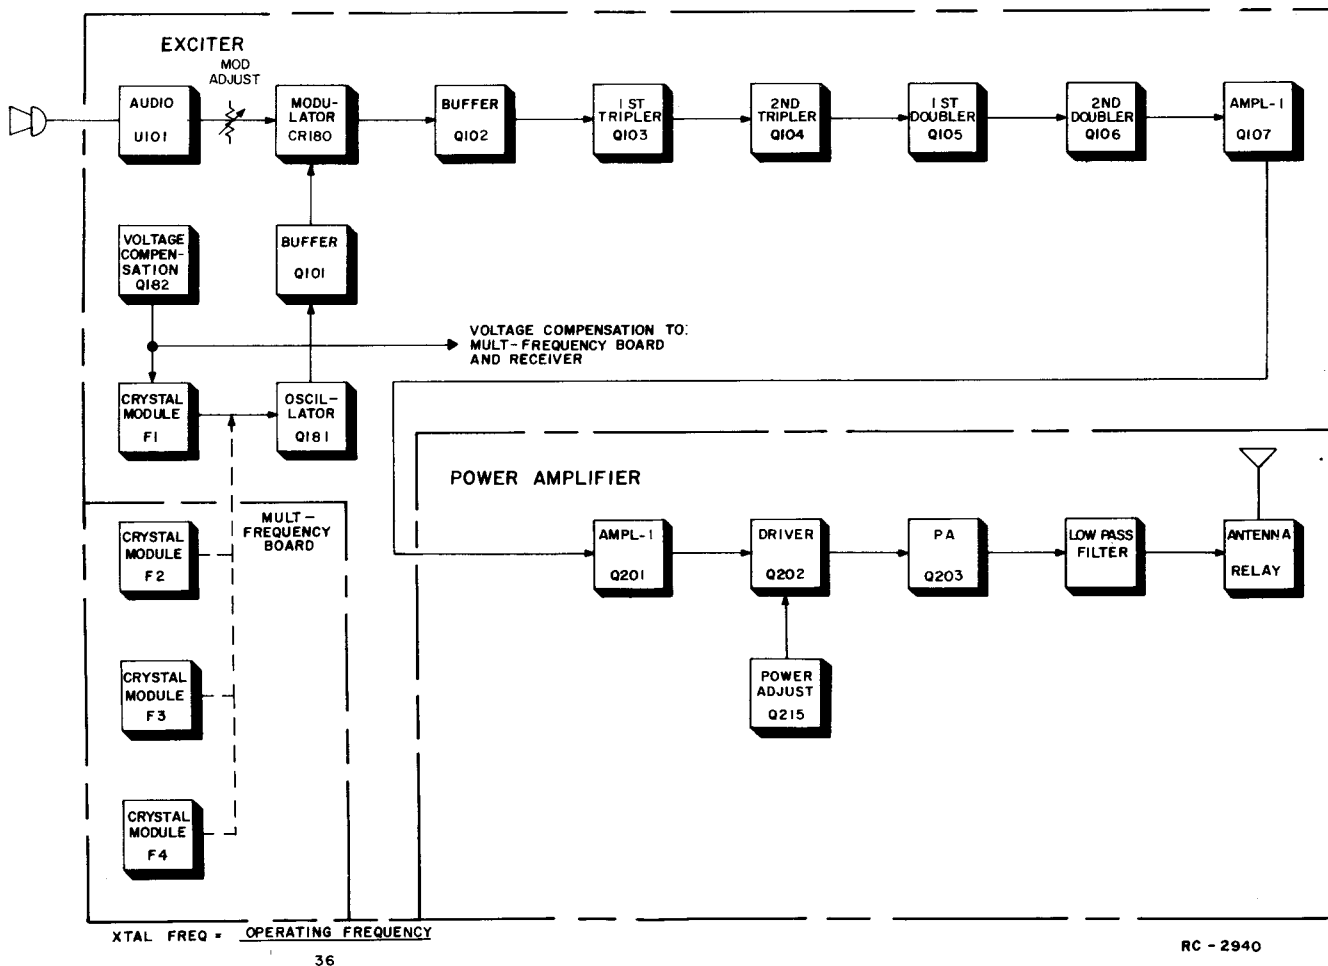 EXCITER
MOD
ADJUST
AUDIO
U101
MODU-
LATOR
CR180
BUFFER
Q102
1ST
TRIPLER
Q103
2ND
TRIPLER
Q104
1ST
DOUBLER
Q105
2ND
DOUBLER
Q106
AMPL-1
Q107
VOLTAGE
COMPEN-
SATION
Q182
BUFFER
Q101
VOLTAGE COMPENSATION TO:
MULT-FREQUENCY BOARD
AND RECEIVER
CRYSTAL
MODULE
F1
OSCIL-
LATOR
Q181
POWER AMPLIFIER
MULT-
FREQUENCY
BOARD
CRYSTAL
MODULE
F2
AMPL-1
Q201
DRIVER
Q202
PA
Q203
LOW PASS
FILTER
ANTENNA
RELAY
CRYSTAL
MODULE
F3
POWER
ADJUST
Q215
CRYSTAL
MODULE
F4
XTAL FREQ = OPERATING FREQUENCY
36
RC-2940